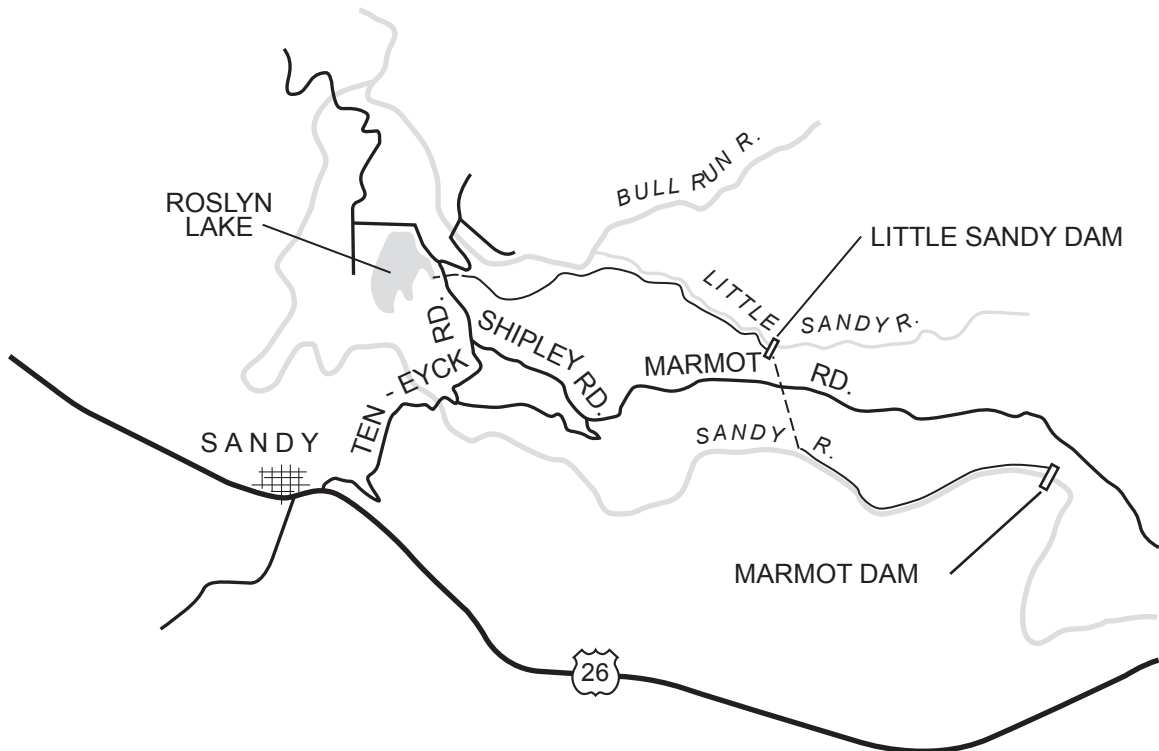 BULL RUN R.
ROSLYN
LAKE
LITTLE SANDY DAM
LITTLE SANDY R.
TEN - EYCK RD.
SHIPLEY RD.
MARMOT RD.
SANDY
SANDY R.
MARMOT DAM
26